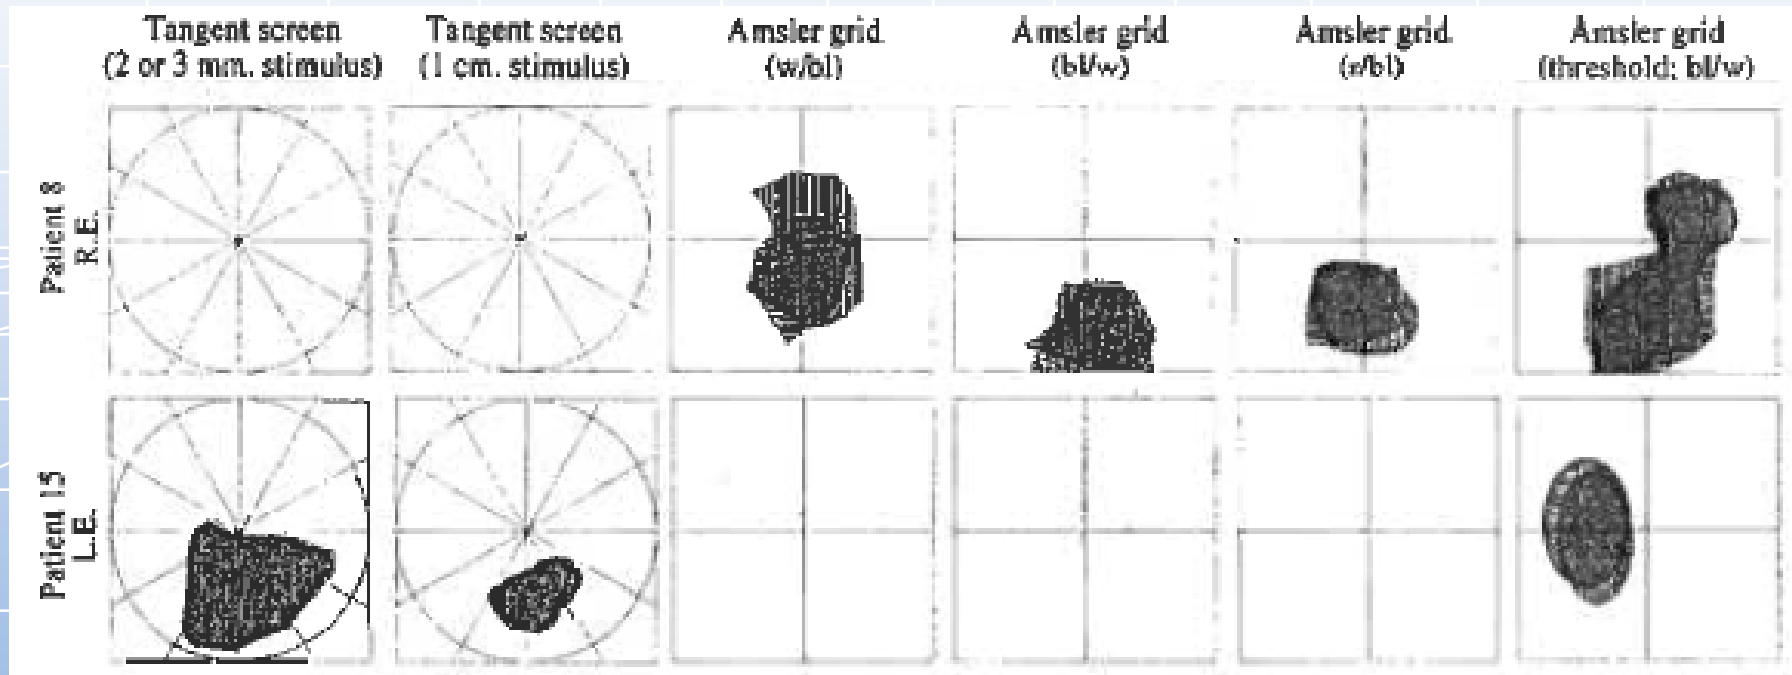 Tangent screen
(2 or 3 mm. stimulus)
Tangent screen
(1 cm. stimulus)
Amsler grid
(w/bl)
Amsler grid
(bl/w)
Amsler grid
(r/bl)
Amsler grid
(threshold: bl/w)
Patient 8
R.E.
Patient 15
L.E.